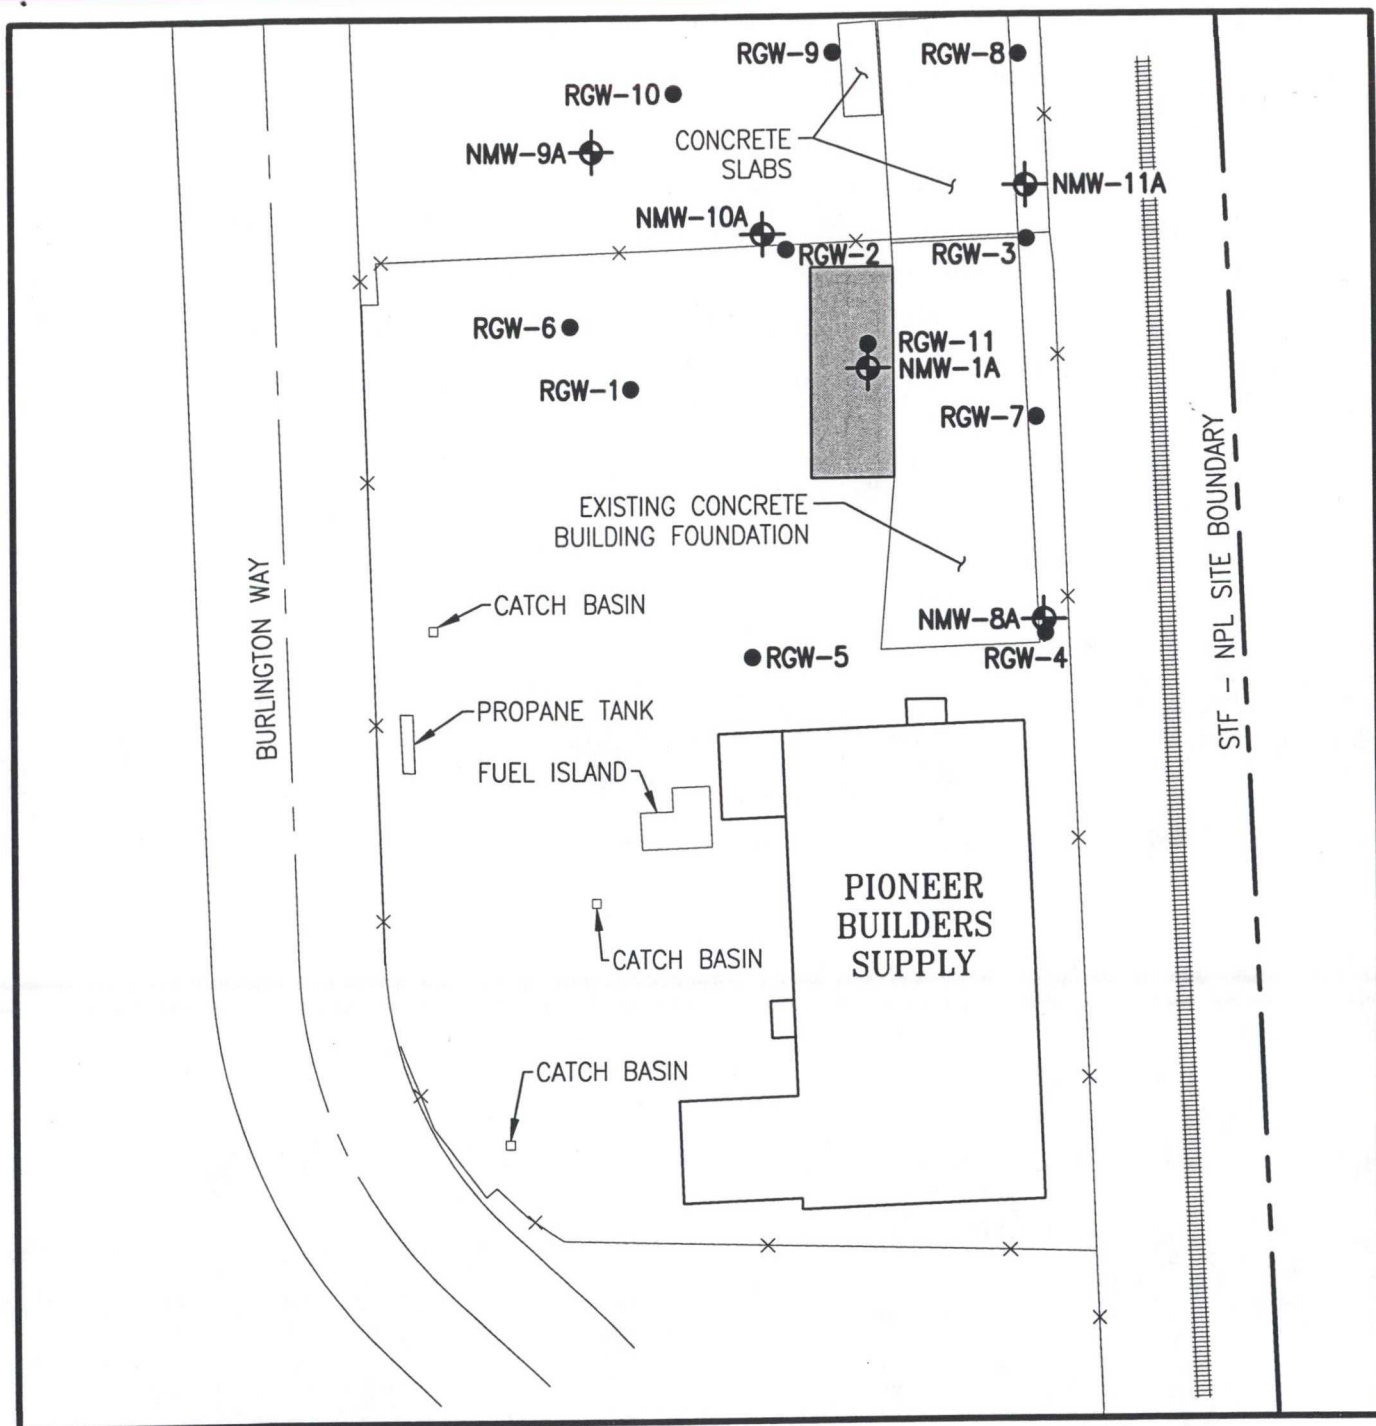 RGW-9
RGW-8
RGW-10
CONCRETE
SLABS
NMW-9A
NMW-11A
NMW-10A
RGW-2
RGW-3
RGW-6
RGW-11
NMW-1A
RGW-1
RGW-7
EXISTING CONCRETE
BUILDING FOUNDATION
STF - NPL SITE BOUNDARY
BURLINGTON WAY
CATCH BASIN
NMW-8A
RGW-5
RGW-4
PROPANE TANK
FUEL ISLAND
PIONEER
BUILDERS
SUPPLY
CATCH BASIN
CATCH BASIN